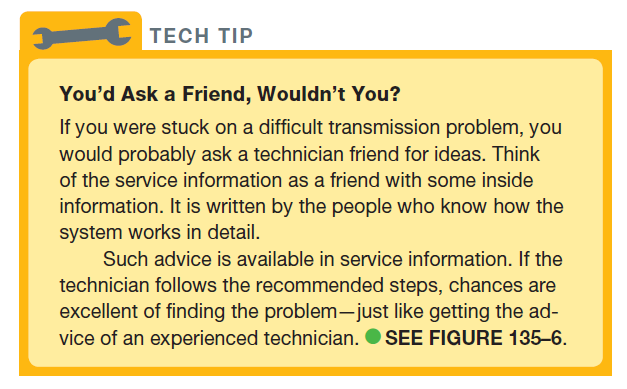 TECH TIP
You’d Ask a Friend, Wouldn’t You?
If you were stuck on a difficult transmission problem, you
would probably ask a technician friend for ideas. Think
of the service information as a friend with some inside
information. It is written by the people who know how the
system works in detail.
Such advice is available in service information. If the
technician follows the recommended steps, chances are
excellent of finding the problem—just like getting the ad-
vice of an experienced technician. ● SEE FIGURE 135–6.